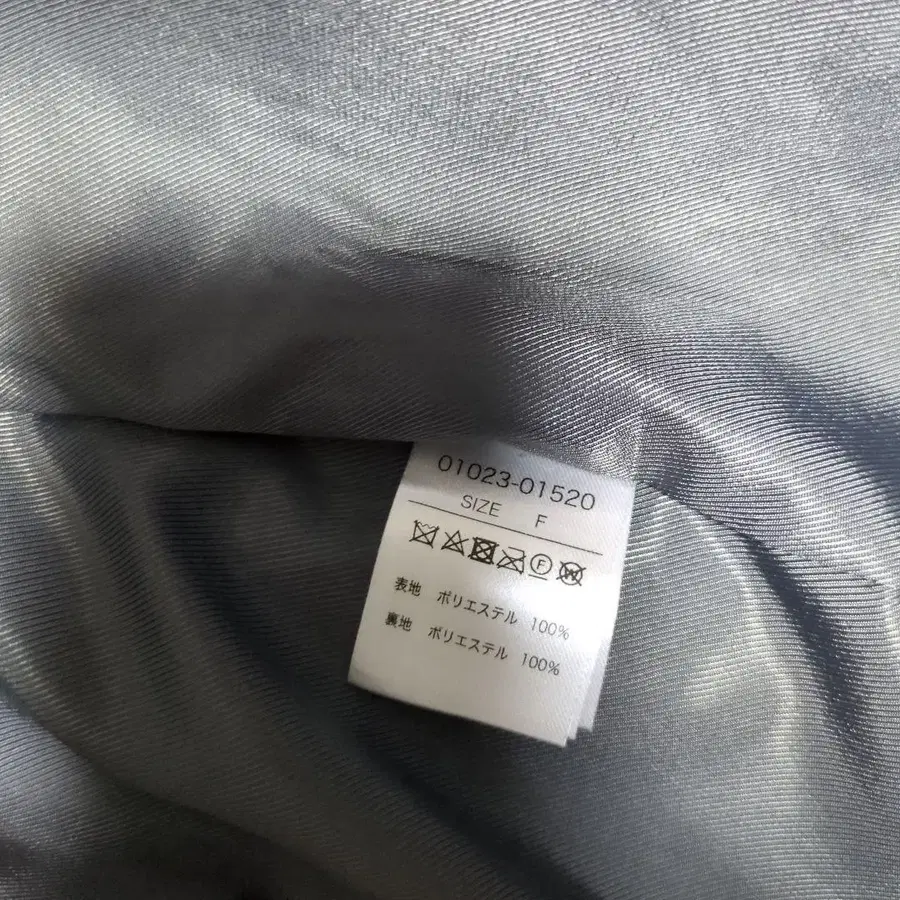 01023-01520
SIZE F
F W
表地 ポリエステル 100%
裏地 ポリエステル 100%